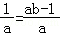 1/a = ab-1/a